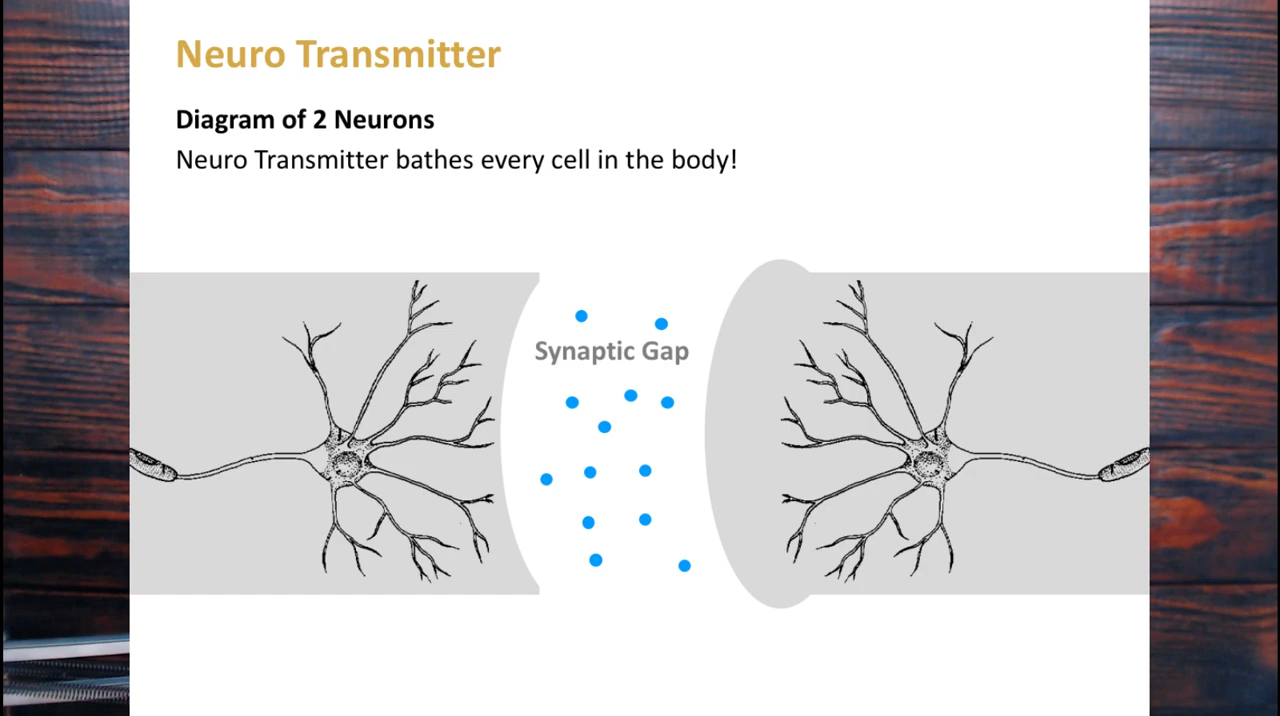 Neuro Transmitter
Diagram of 2 Neurons
Neuro Transmitter bathes every cell in the body!
Synaptic Gap